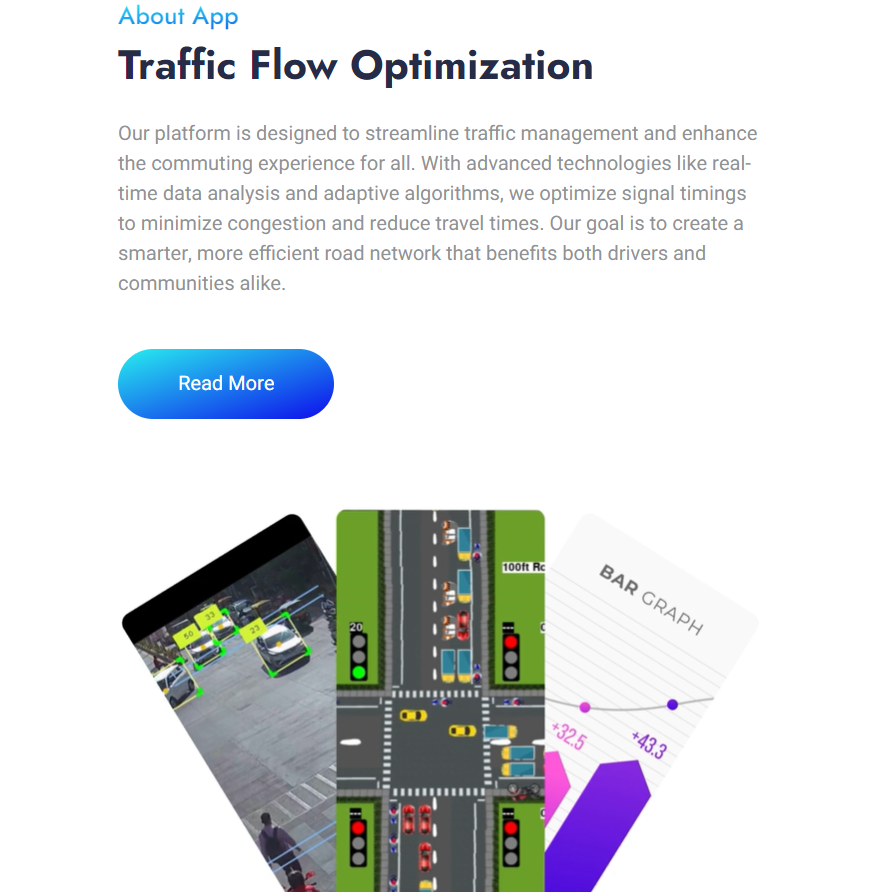 About App
Traffic Flow Optimization
Our platform is designed to streamline traffic management and enhance
the commuting experience for all. With advanced technologies like real-
time data analysis and adaptive algorithms, we optimize signal timings
to minimize congestion and reduce travel times. Our goal is to create a
smarter, more efficient road network that benefits both drivers and
communities alike.
Read More
50
33
23
20
---
100ft Ro
---
---
BAR GRAPH
+32.5
+43.3